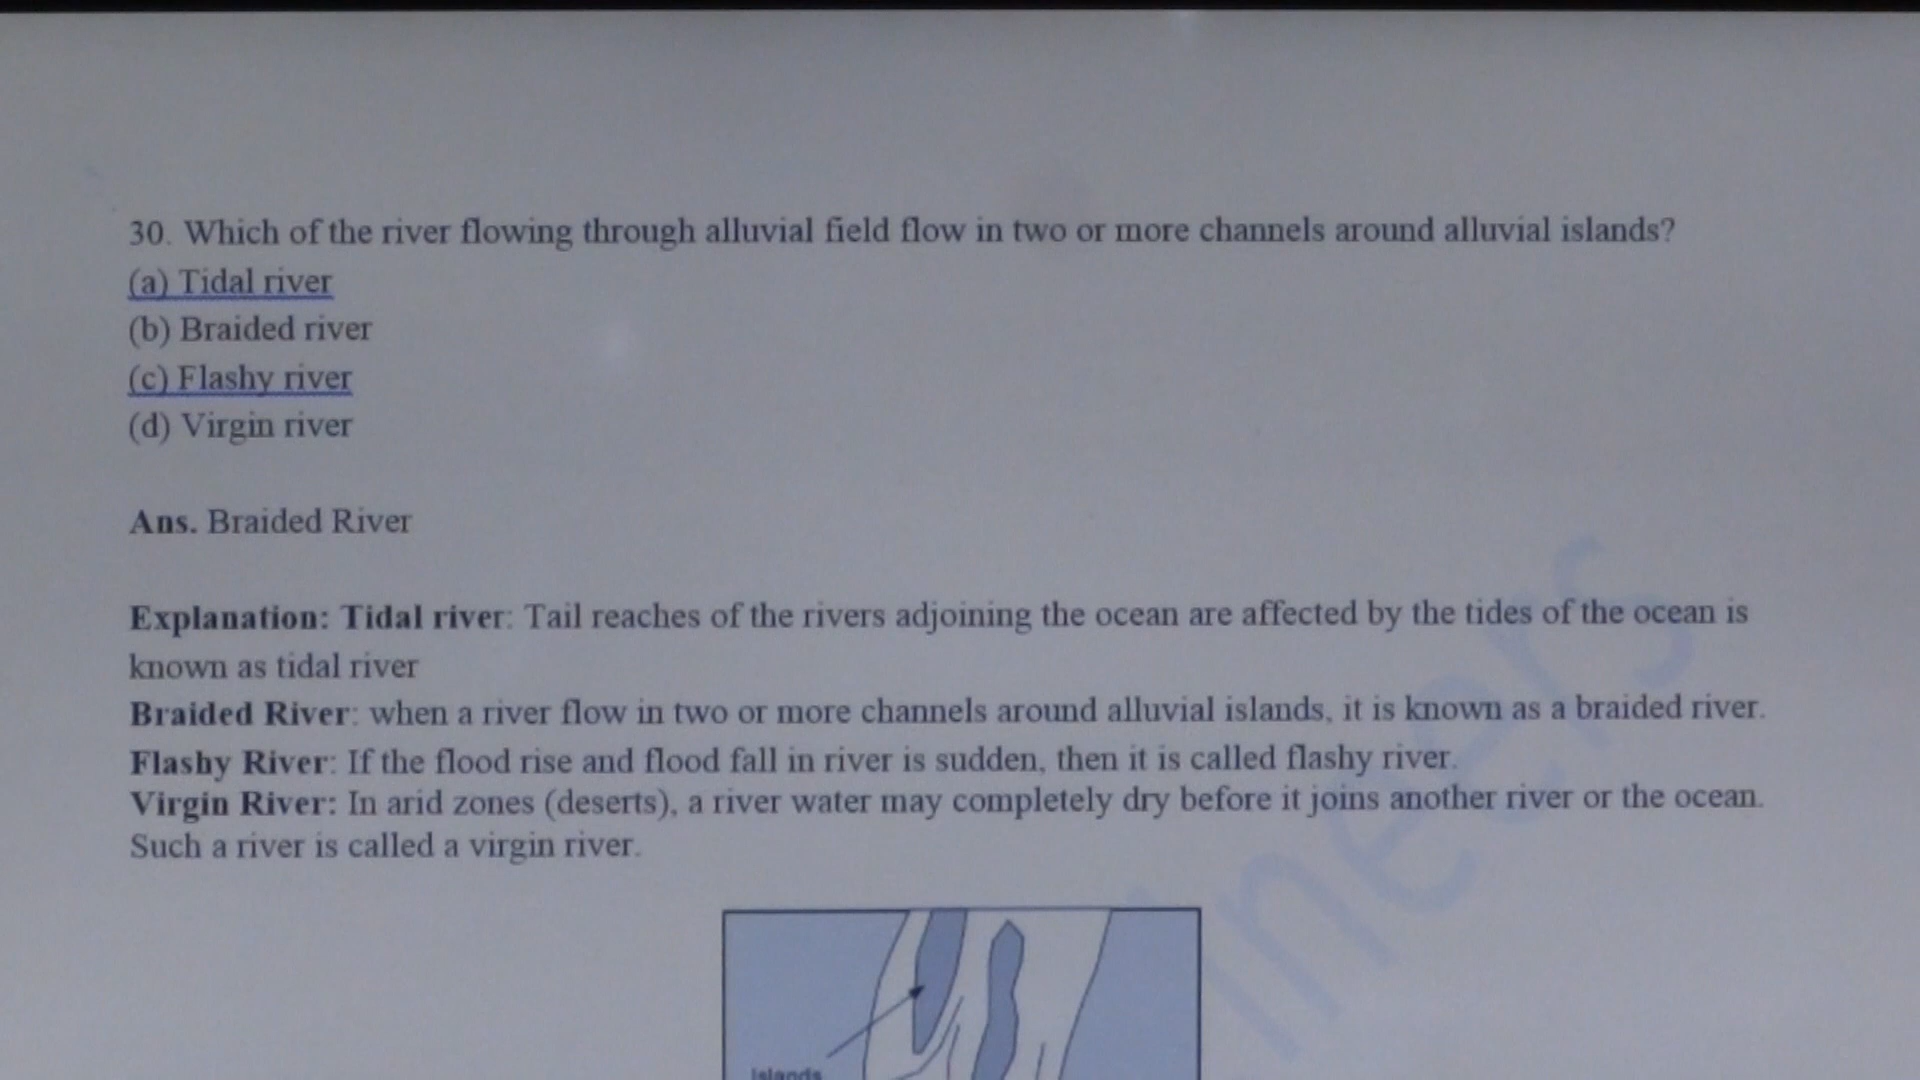 30. Which of the river flowing through alluvial field flow in two or more channels around alluvial islands?
(a) Tidal river
(b) Braided river
(c) Flashy river
(d) Virgin river
Ans. Braided River
Explanation: Tidal river: Tail reaches of the rivers adjoining the ocean are affected by the tides of the ocean is
known as tidal river
Braided River: when a river flow in two or more channels around alluvial islands, it is known as a braided river.
Flashy River: If the flood rise and flood fall in river is sudden, then it is called flashy river.
Virgin River: In arid zones (deserts), a river water may completely dry before it joins another river or the ocean.
Such a river is called a virgin river.
Islands